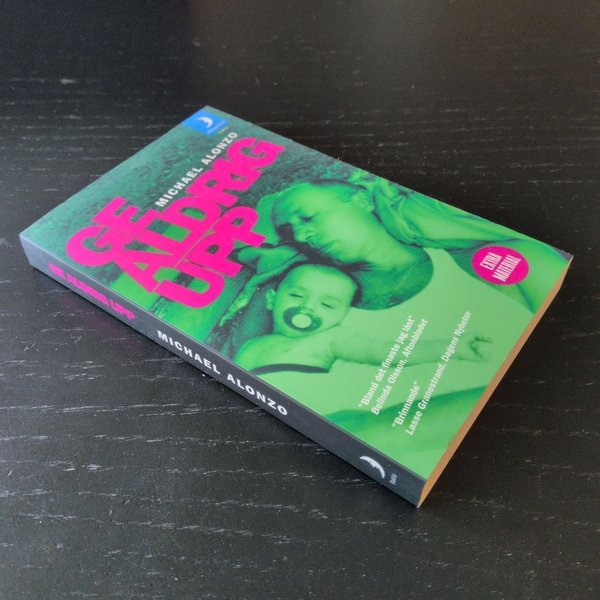 MICHAEL ALONZO
GE
ALDRIG
UPP
EXTRA
MATERIAL
"Bland det finaste jag läst"
Belinda Olsson, Aftonbladet
"Brinnande"
Lasse Granestrand, Dagens Nyheter
GE ALDRIG UPP
MICHAEL ALONZO